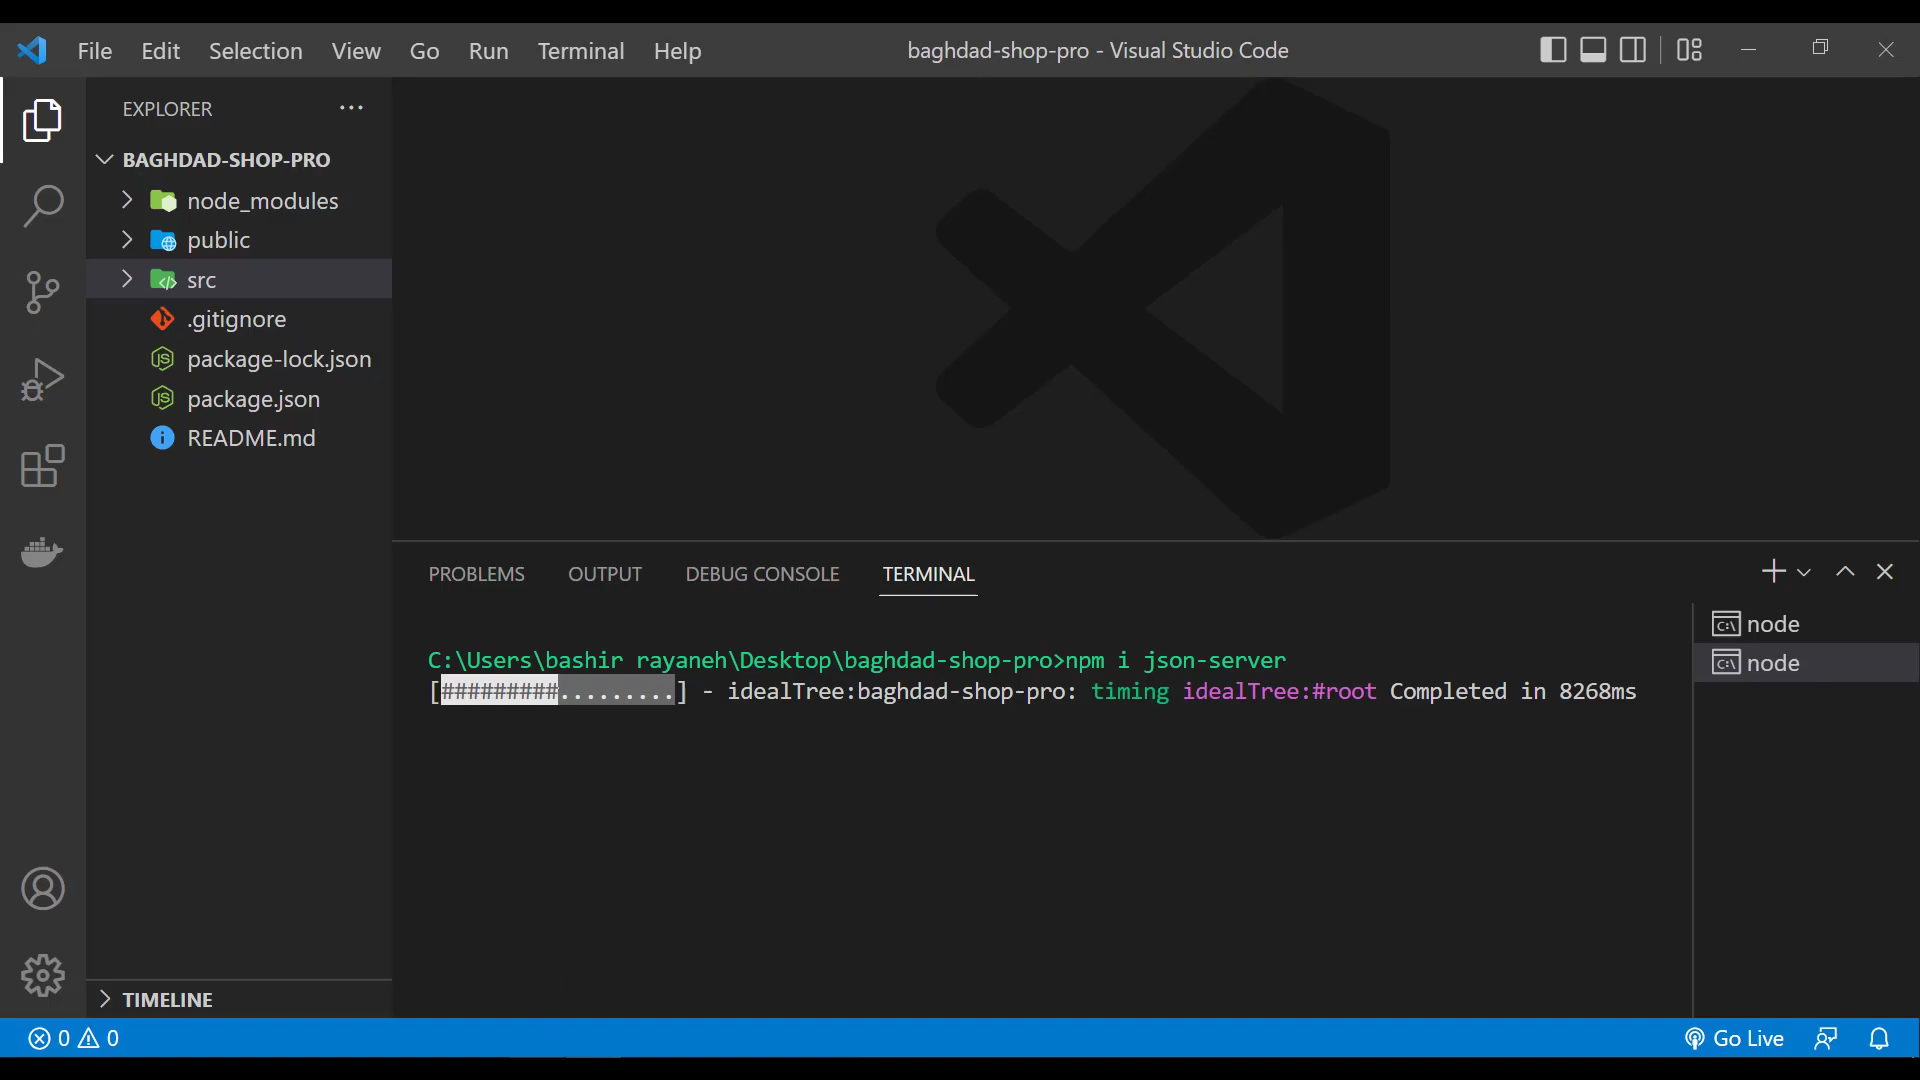 File Edit Selection View Go Run Terminal Help
baghdad-shop-pro - Visual Studio Code
EXPLORER
BAGHDAD-SHOP-PRO
node_modules
public
src
.gitignore
package-lock.json
package.json
README.md
TIMELINE
PROBLEMS OUTPUT DEBUG CONSOLE TERMINAL
C:\Users\bashir rayaneh\Desktop\baghdad-shop-pro>npm i json-server
[#########.........] - idealTree:baghdad-shop-pro: timing idealTree:#root Completed in 8268ms
node
node
0 0
Go Live